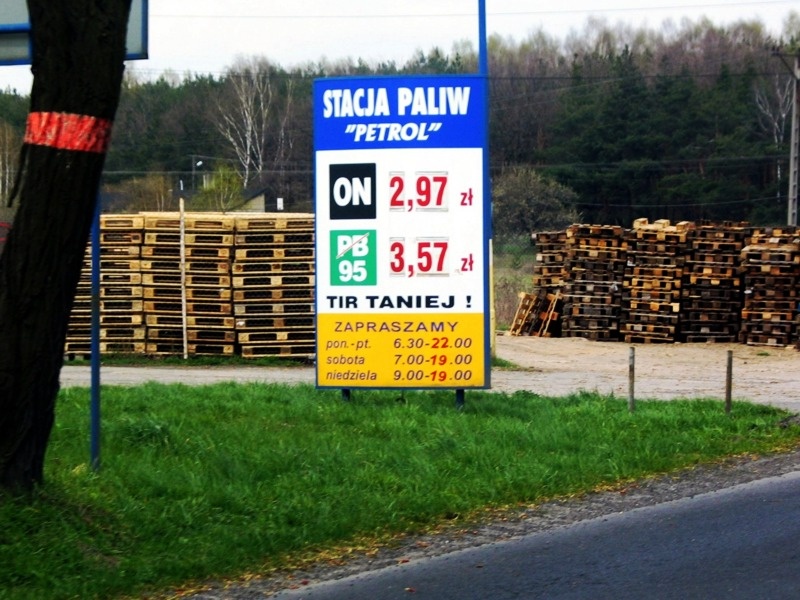 STACJA PALIW
"PETROL"
ON 2,97 zł
PB 95 3,57 zł
TIR TANIEJ !
ZAPRASZAMY
pon.-pt. 6.30-22.00
sobota 7.00-19.00
niedziela 9.00-19.00